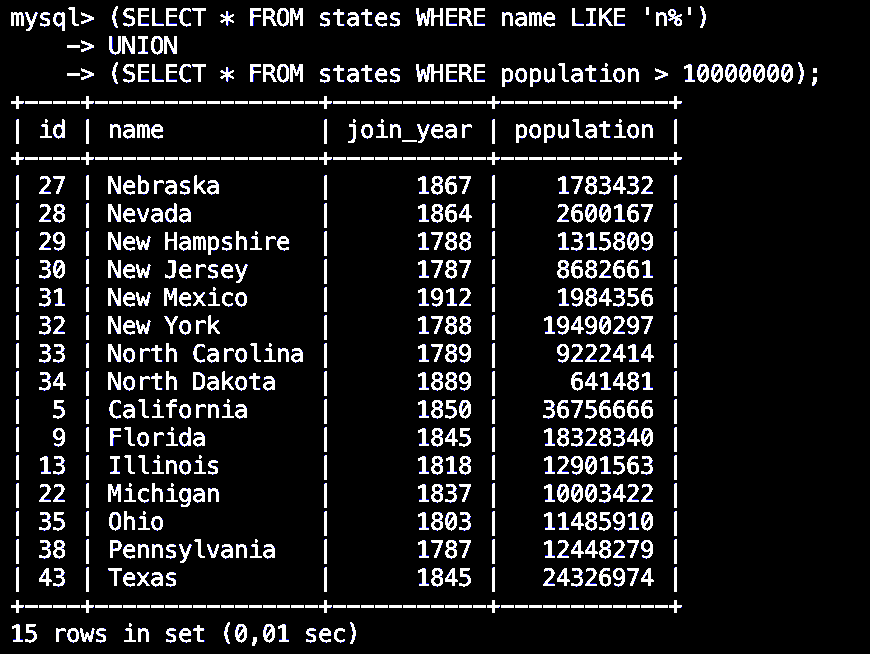 mysql> (SELECT * FROM states WHERE name LIKE 'n%')
    -> UNION
    -> (SELECT * FROM states WHERE population > 10000000);
+----+----------------+-----------+------------+
| id | name           | join_year | population |
+----+----------------+-----------+------------+
| 27 | Nebraska       |      1867 |    1783432 |
| 28 | Nevada         |      1864 |    2600167 |
| 29 | New Hampshire  |      1788 |    1315809 |
| 30 | New Jersey     |      1787 |    8682661 |
| 31 | New Mexico     |      1912 |    1984356 |
| 32 | New York       |      1788 |   19490297 |
| 33 | North Carolina |      1789 |    9222414 |
| 34 | North Dakota   |      1889 |     641481 |
|  5 | California     |      1850 |   36756666 |
|  9 | Florida        |      1845 |   18328340 |
| 13 | Illinois       |      1818 |   12901563 |
| 22 | Michigan       |      1837 |   10003422 |
| 35 | Ohio           |      1803 |   11485910 |
| 38 | Pennsylvania   |      1787 |   12448279 |
| 43 | Texas          |      1845 |   24326974 |
+----+----------------+-----------+------------+
15 rows in set (0,01 sec)